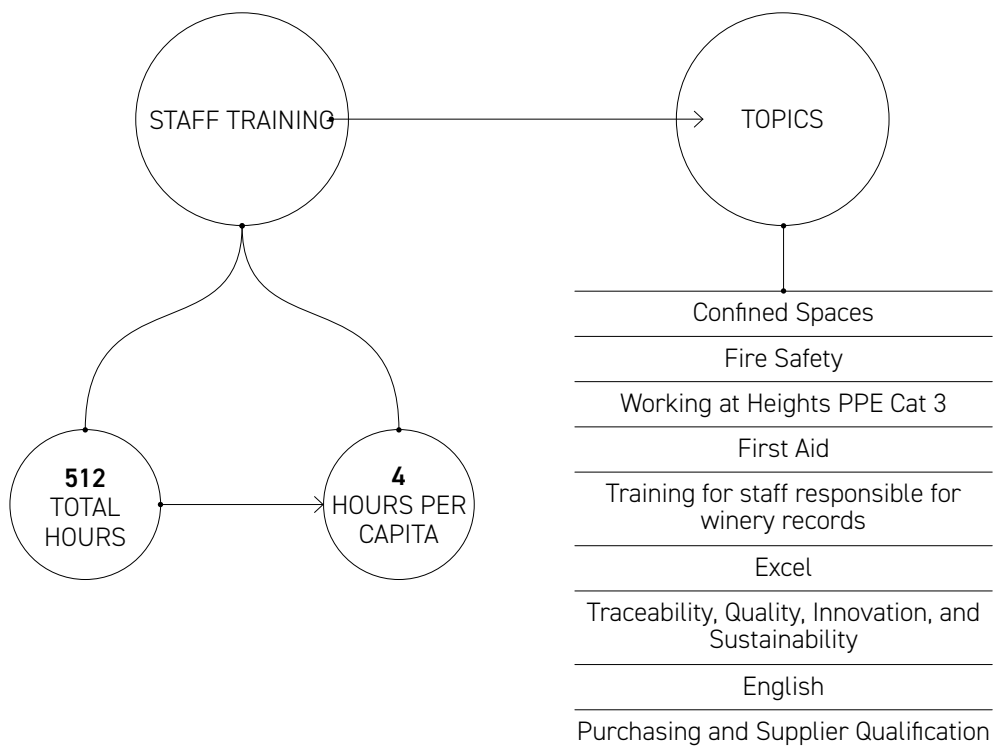 STAFF TRAINING
TOPICS
512
TOTAL
HOURS
4
HOURS PER
CAPITA
Confined Spaces
Fire Safety
Working at Heights PPE Cat 3
First Aid
Training for staff responsible for
winery records
Excel
Traceability, Quality, Innovation, and
Sustainability
English
Purchasing and Supplier Qualification